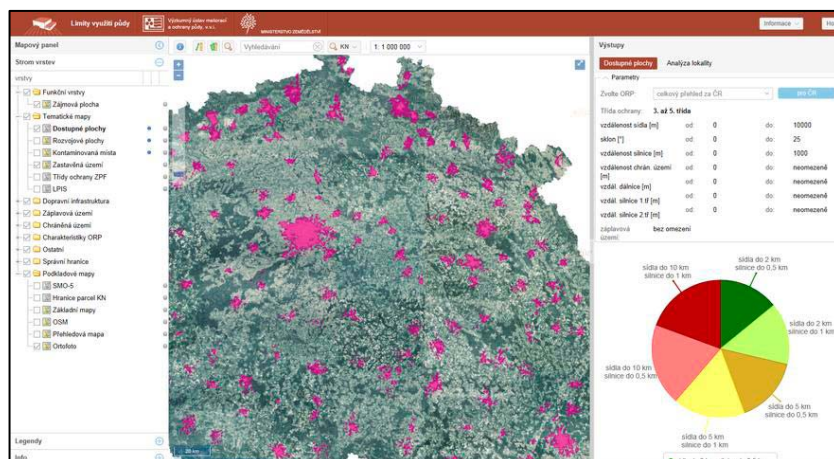 Limity využití půdy
Výzkumný ústav meliorací
a ochrany půdy, v.v.i.
MINISTERSTVO ZEMĚDĚLSTVÍ
Informace
Mapový panel
Vyhledávání
KN
1: 1 000 000
Strom vrstev
vrstvy
Funkční vrstvy
Zájmová plocha
Tematické mapy
Dostupné plochy
Rozvojové plochy
Kontaminovaná místa
Zastavěná území
Třídy ochrany ZPF
LPIS
Dopravní infrastruktura
Záplavová území
Chráněná území
Charakteristiky ORP
Ostatní
Správní hranice
Podkladové mapy
SMO-5
Hranice parcel KN
Základní mapy
OSM
Přehledová mapa
Ortofoto
Legendy
Info
20 km
Výstupy
Dostupné plochy Analýza lokality
Parametry
Zvolte ORP: celkový přehled za ČR pro ČR
Třída ochrany: 3. až 5. třída
vzdálenost sídla [m] od: 0 do: 10000
sklon [°] od: 0 do: 25
vzdálenost silnice [m] od: 0 do: 1000
vzdálenost chrán. území [m] od: 0 do: neomezeně
vzdál. dálnice [m] od: 0 do: neomezeně
vzdál. silnice 1.tř [m] od: 0 do: neomezeně
vzdál. silnice 2.tř [m] od: 0 do: neomezeně
záplavová území: bez omezení
sídla do 10 km
silnice do 1 km
sídla do 2 km
silnice do 0,5 km
sídla do 2 km
silnice do 1 km
sídla do 10 km
silnice do 0,5 km
sídla do 5 km
silnice do 0,5 km
sídla do 5 km
silnice do 1 km